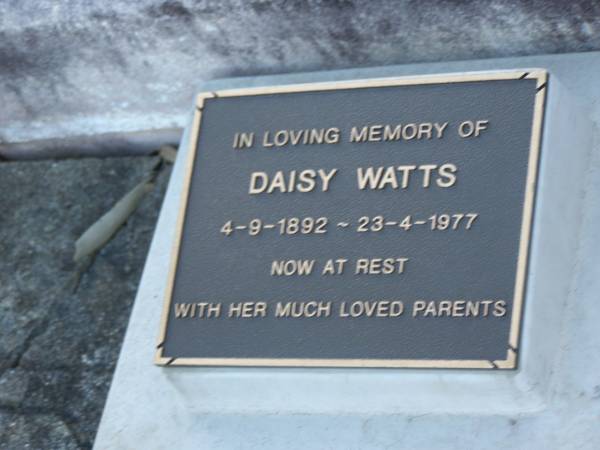 IN LOVING MEMORY OF
DAISY WATTS
4-9-1892 ~ 23-4-1977
NOW AT REST
WITH HER MUCH LOVED PARENTS